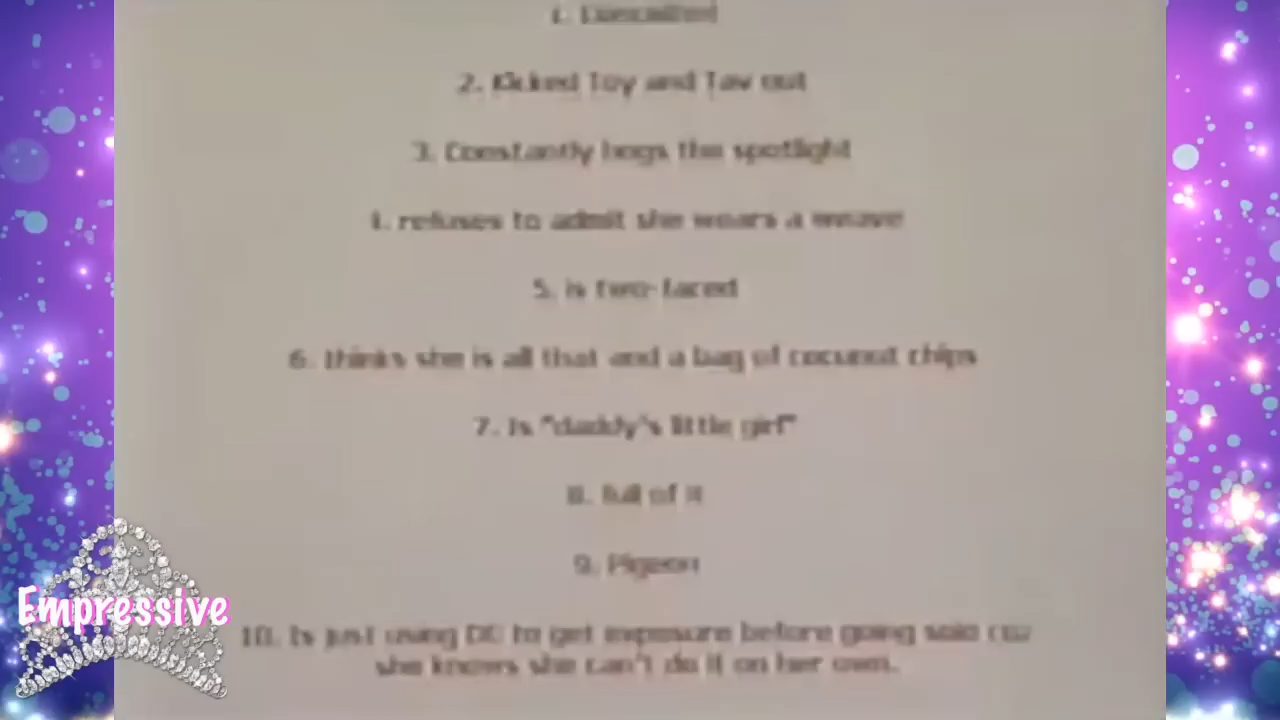 1. Conceited
2. Kicked Toy and Tav out
3. Constantly hogs the spotlight
4. refuses to admit she wears a weave
5. is two-faced
6. thinks she is all that and a bag of coconut chips
7. Is "daddy's little girl"
8. full of it
9. Pigeon
10. Is just using DC to get exposure before going solo cuz
she knows she can't do it on her own.
Empressive